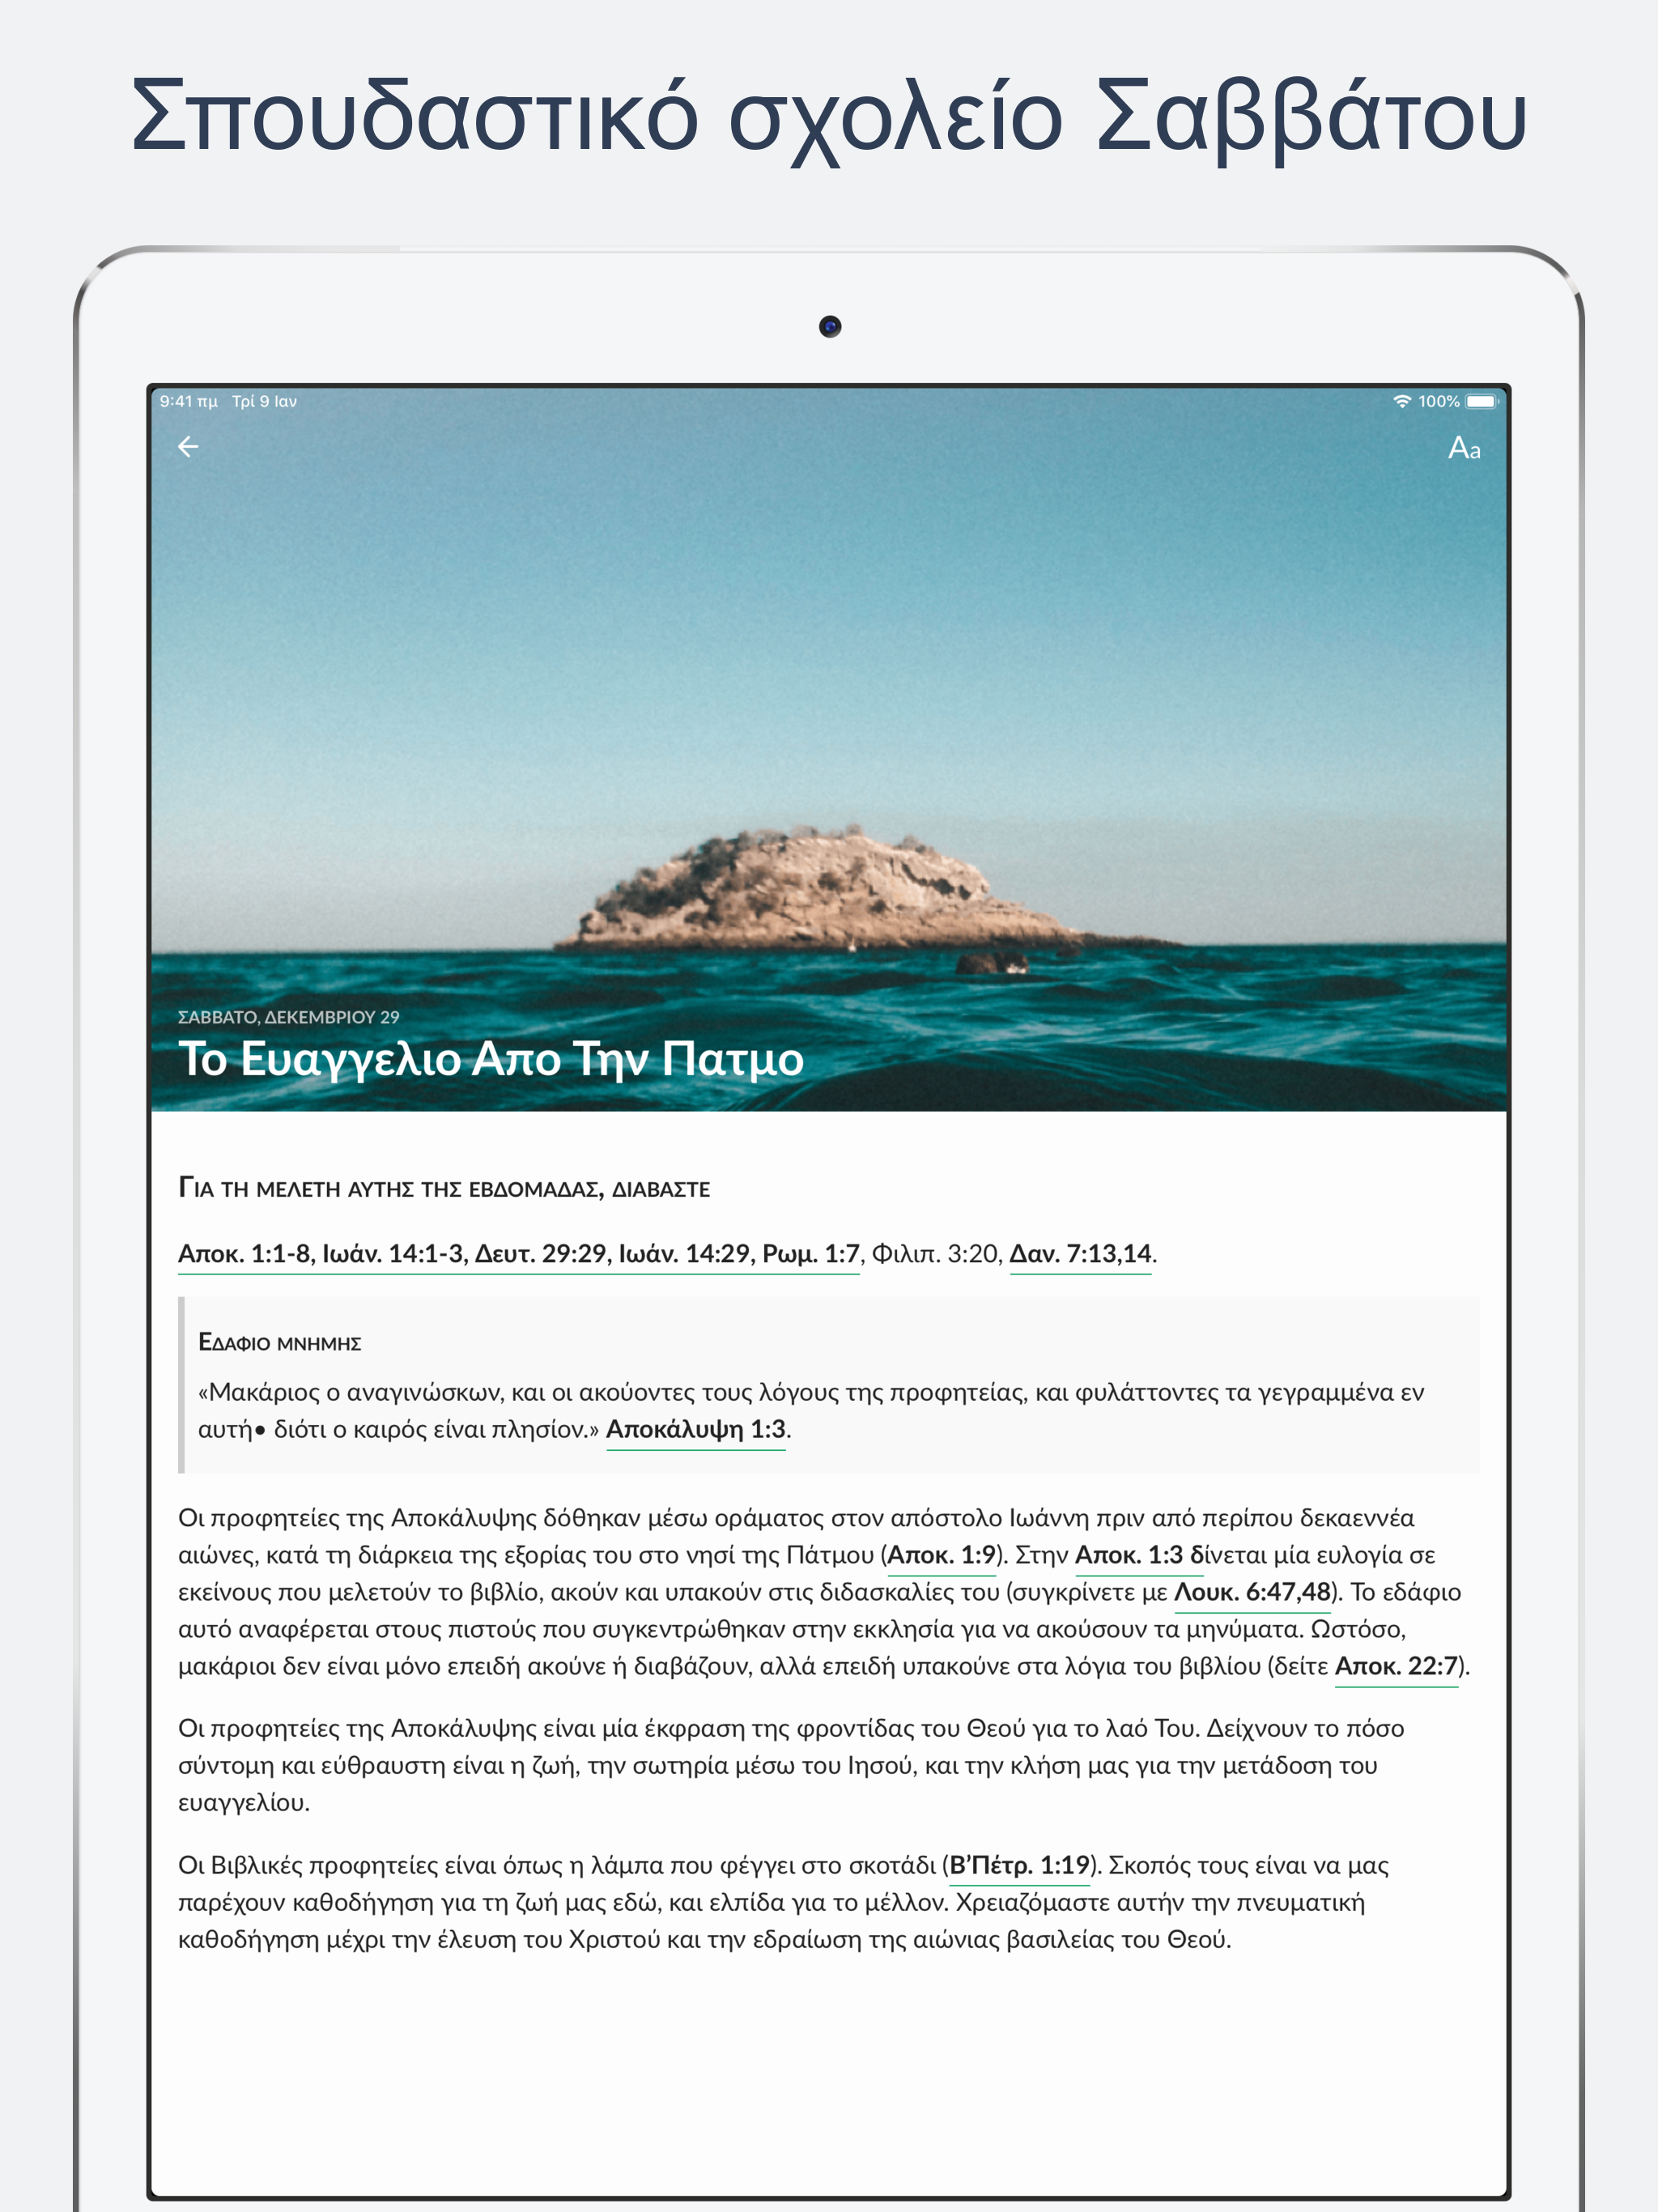 Σπουδαστικό σχολείο Σαββάτου
9:41 πμ Τρί 9 Ιαν
100%
Aa
ΣΑΒΒΑΤΟ, ΔΕΚΕΜΒΡΙΟΥ 29
Το Ευαγγελιο Απο Την Πατμο
Για τη μελετη αυτης της εβδομαδας, διαβαστε
Αποκ. 1:1-8, Ιωάν. 14:1-3, Δευτ. 29:29, Ιωάν. 14:29, Ρωμ. 1:7, Φιλιπ. 3:20, Δαν. 7:13,14.
Εδαφιο μνημης
«Μακάριος ο αναγινώσκων, και οι ακούοντες τους λόγους της προφητείας, και φυλάττοντες τα γεγραμμένα εν
αυτή• διότι ο καιρός είναι πλησίον.» Αποκάλυψη 1:3.
Οι προφητείες της Αποκάλυψης δόθηκαν μέσω οράματος στον απόστολο Ιωάννη πριν από περίπου δεκαεννέα
αιώνες, κατά τη διάρκεια της εξορίας του στο νησί της Πάτμου (Αποκ. 1:9). Στην Αποκ. 1:3 δίνεται μία ευλογία σε
εκείνους που μελετούν το βιβλίο, ακούν και υπακούν στις διδασκαλίες του (συγκρίνετε με Λουκ. 6:47,48). Το εδάφιο
αυτό αναφέρεται στους πιστούς που συγκεντρώθηκαν στην εκκλησία για να ακούσουν τα μηνύματα. Ωστόσο,
μακάριοι δεν είναι μόνο επειδή ακούνε ή διαβάζουν, αλλά επειδή υπακούνε στα λόγια του βιβλίου (δείτε Αποκ. 22:7).
Οι προφητείες της Αποκάλυψης είναι μία έκφραση της φροντίδας του Θεού για το λαό Του. Δείχνουν το πόσο
σύντομη και εύθραυστη είναι η ζωή, την σωτηρία μέσω του Ιησού, και την κλήση μας για την μετάδοση του
ευαγγελίου.
Οι Βιβλικές προφητείες είναι όπως η λάμπα που φέγγει στο σκοτάδι (Β’Πέτρ. 1:19). Σκοπός τους είναι να μας
παρέχουν καθοδήγηση για τη ζωή μας εδώ, και ελπίδα για το μέλλον. Χρειαζόμαστε αυτήν την πνευματική
καθοδήγηση μέχρι την έλευση του Χριστού και την εδραίωση της αιώνιας βασιλείας του Θεού.